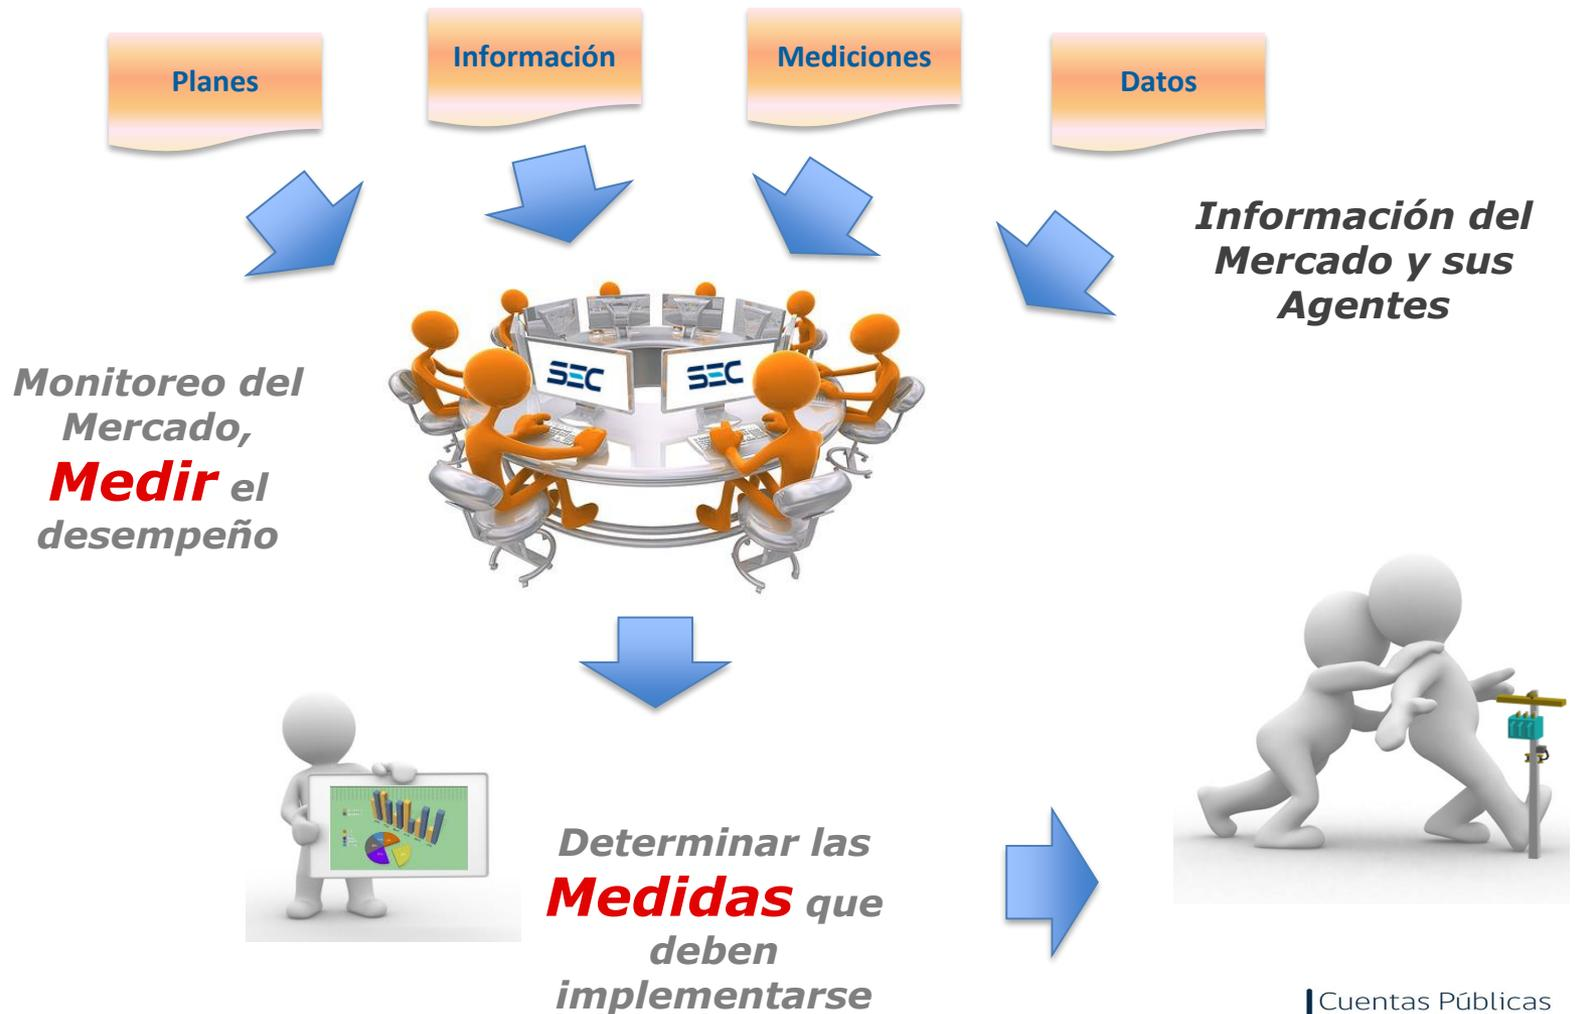 Planes
Información
Mediciones
Datos
Información del
Mercado y sus
Agentes
SEC
SEC
Monitoreo del
Mercado,
Medir el
desempeño
Determinar las
Medidas que
deben
implementarse
Cuentas Públicas